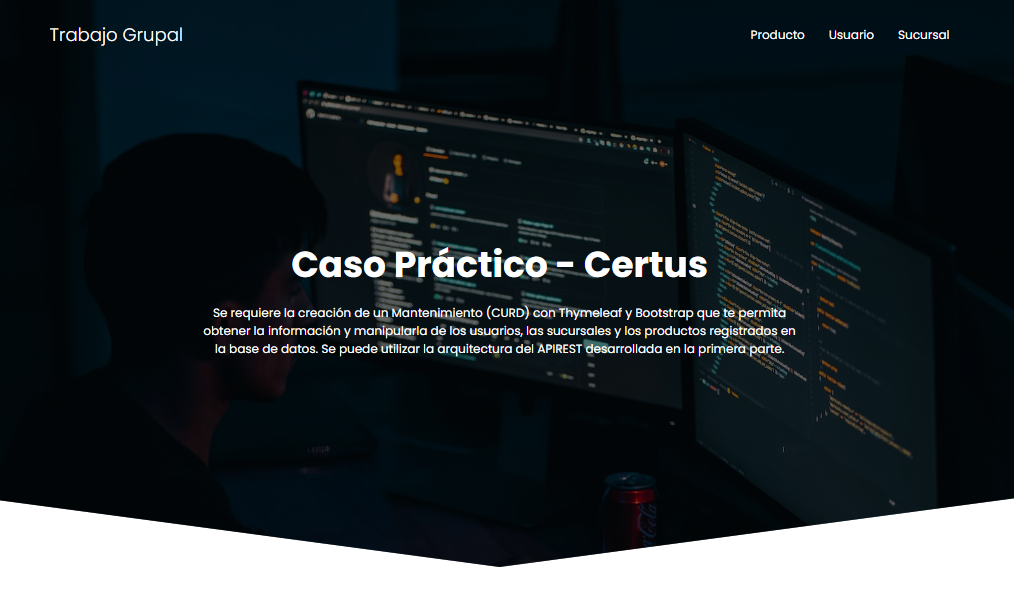 Trabajo Grupal
Producto Usuario Sucursal
Caso Práctico - Certus
Se requiere la creación de un Mantenimiento (CURD) con Thymeleaf y Bootstrap que te permita
obtener la información y manipularla de los usuarios, las sucursales y los productos registrados en
la base de datos. Se puede utilizar la arquitectura del APIREST desarrollada en la primera parte.